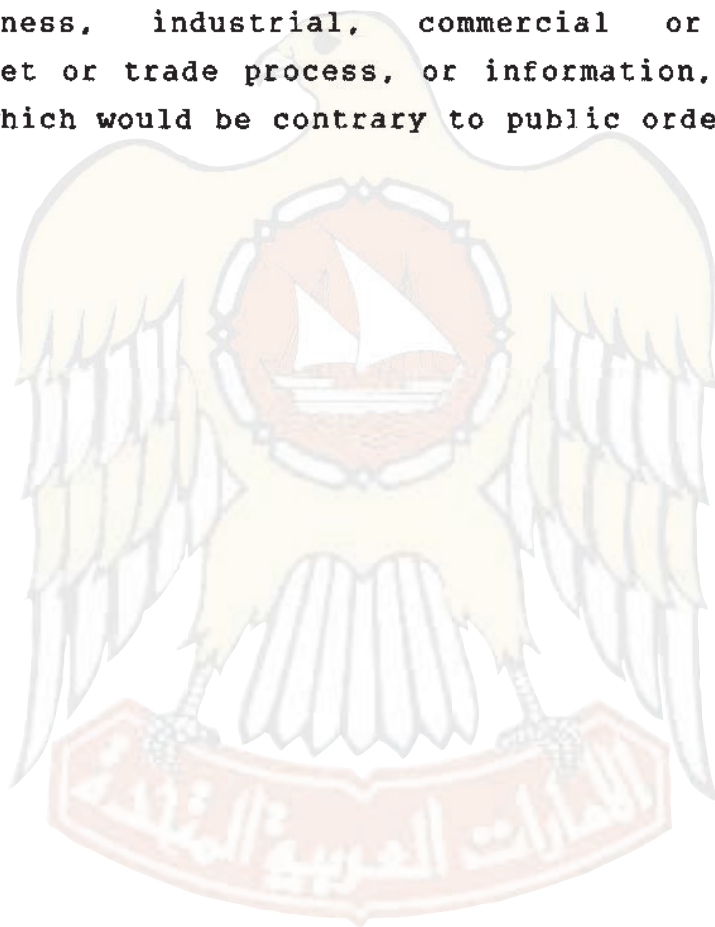 ness, industrial, commercial or
et or trade process, or information,
hich would be contrary to public orde
الامارات العربية المتحدة